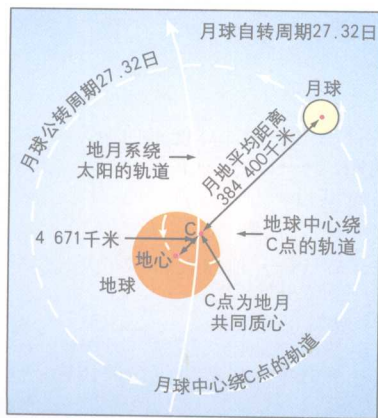 月球自转周期27.32日
月球公转周期27.32日
月球
地月系绕
太阳的轨道
月地平均距离
384 400千米
C
4 671千米
地心
地球
地球中心绕
C点的轨道
C点为地月
共同质心
月球中心绕C点的轨道